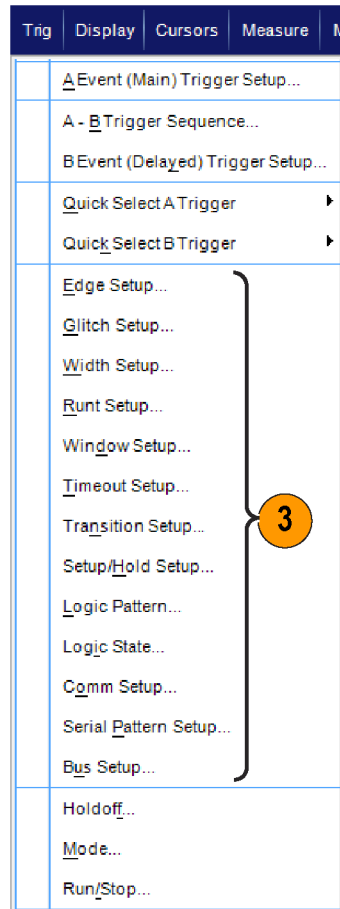 Trig Display Cursors Measure M
A Event (Main) Trigger Setup...
A - B Trigger Sequence...
B Event (Delayed) Trigger Setup...
Quick Select A Trigger
Quick Select B Trigger
Edge Setup...
Glitch Setup...
Width Setup...
Runt Setup...
Window Setup...
Timeout Setup...
Transition Setup...
3
Setup/Hold Setup...
Logic Pattern...
Logic State...
Comm Setup...
Serial Pattern Setup...
Bus Setup...
Holdoff...
Mode...
Run/Stop...